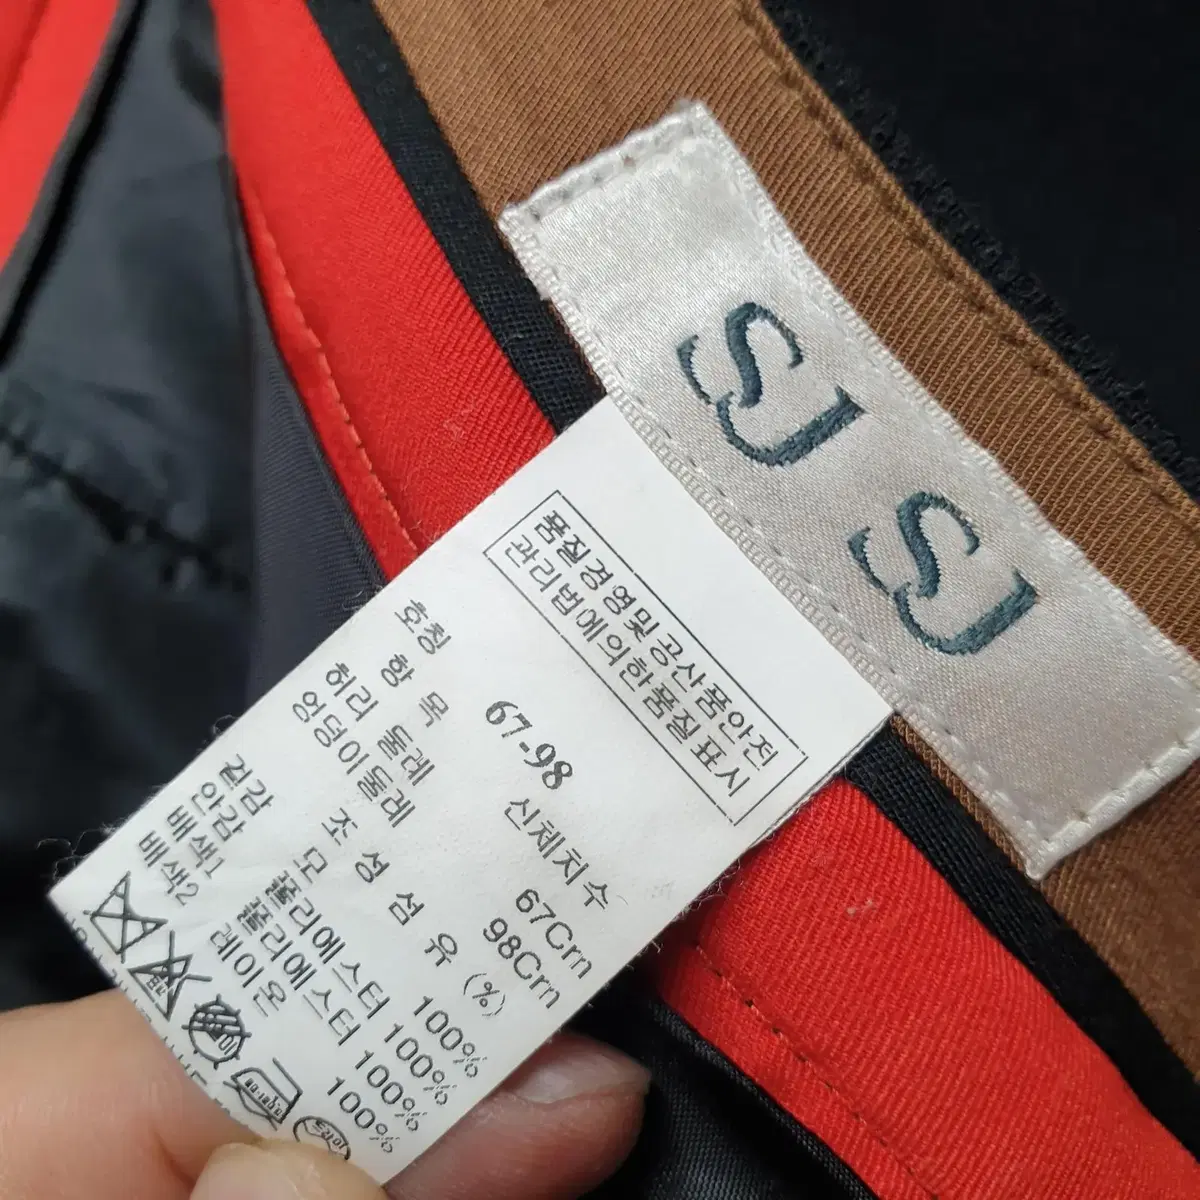 SJ SJ
품질경영및공산품안전
관리법에의한품질표시
호칭 67-98
항목 신체치수
허리 둘레 67Cm
엉덩이둘레 98Cm
조성섬유 (%)
겉감 모 100%
안감 폴리에스터 100%
배색1 폴리에스터 100%
배색2 레이온 100%